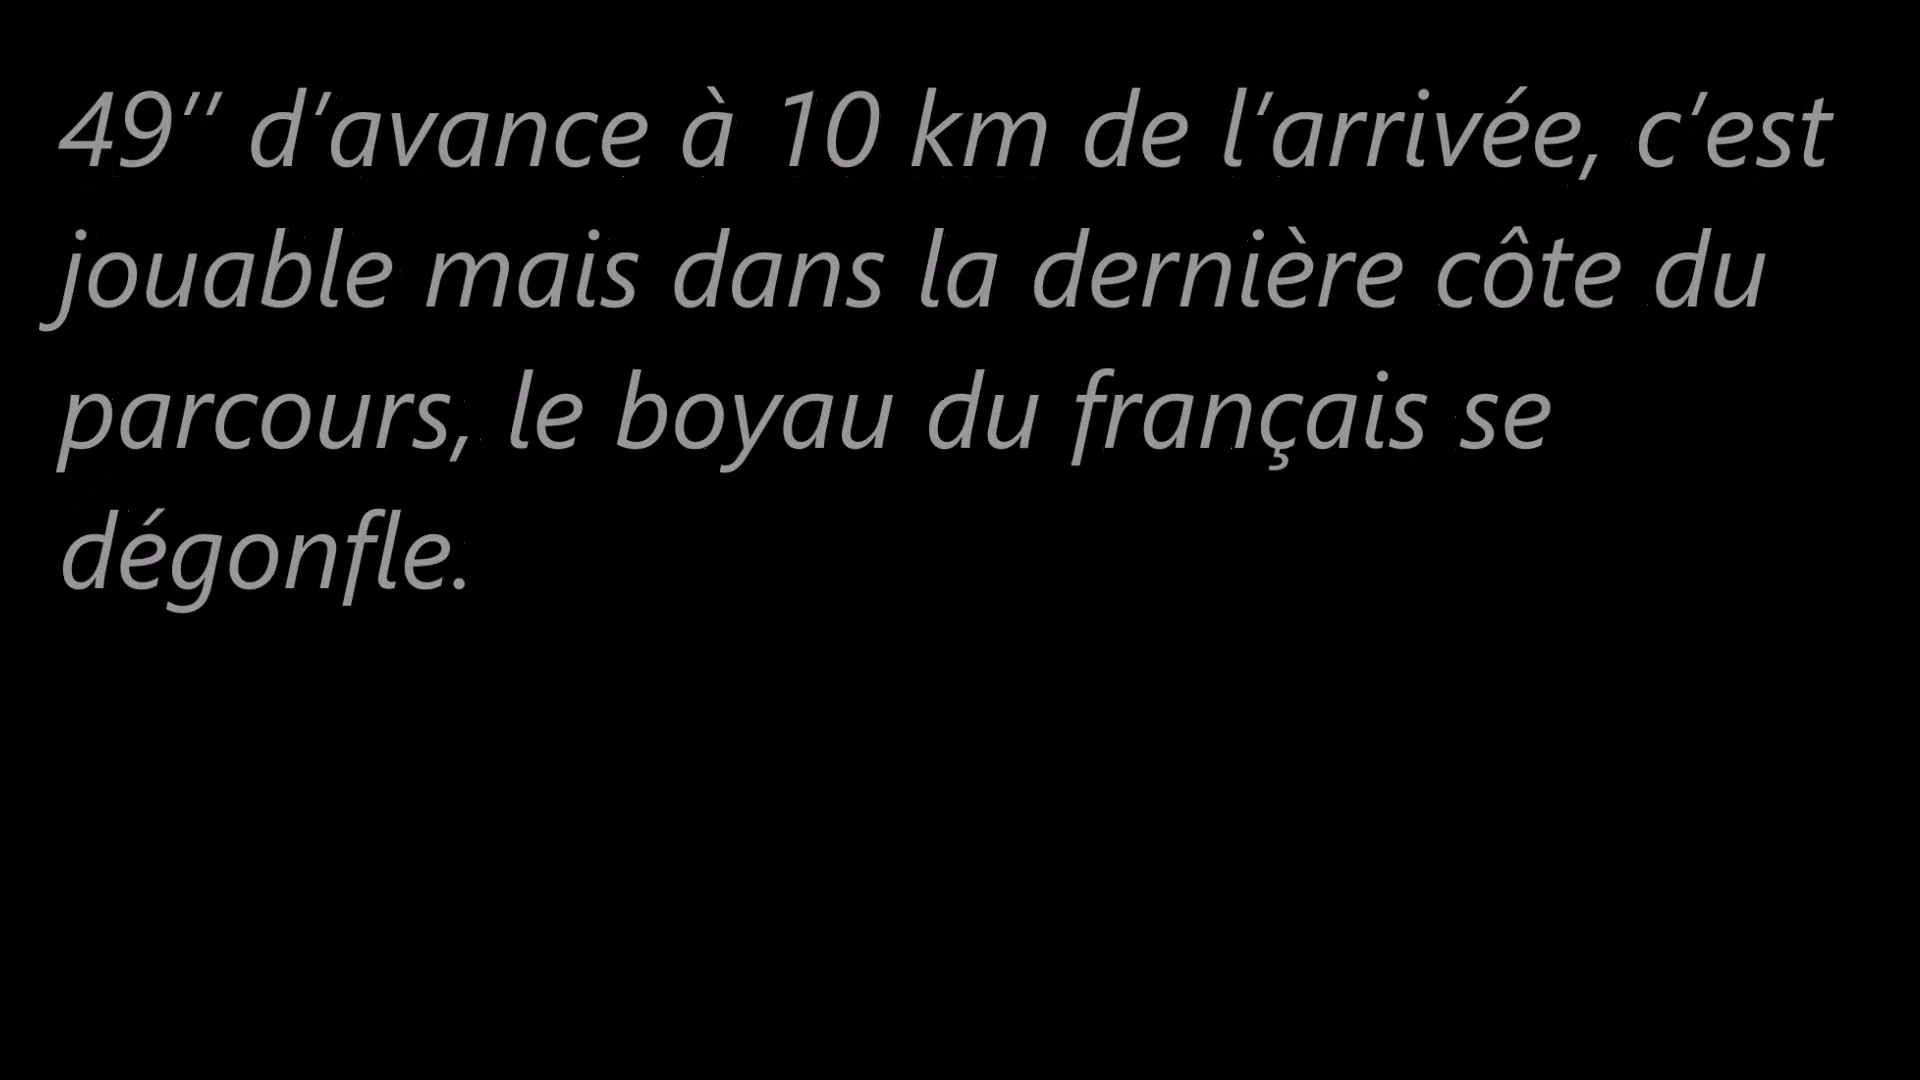 49’’ d’avance à 10 km de l’arrivée, c’est
jouable mais dans la dernière côte du
parcours, le boyau du français se
dégonfle.